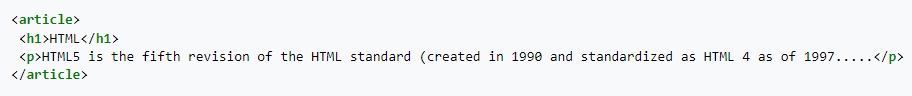 <article>
<h1>HTML</h1>
<p>HTML5 is the fifth revision of the HTML standard (created in 1990 and standardized as HTML 4 as of 1997.....</p>
</article>